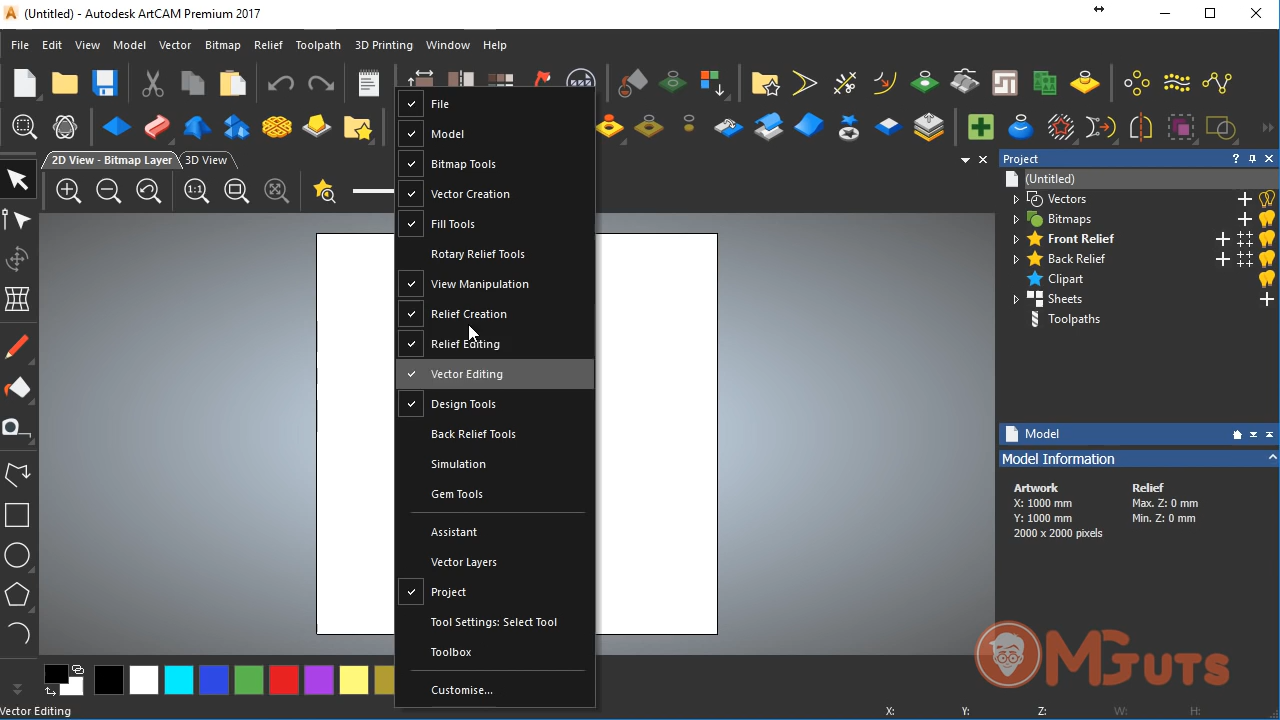 (Untitled) - Autodesk ArtCAM Premium 2017
File Edit View Model Vector Bitmap Relief Toolpath 3D Printing Window Help
2D View - Bitmap Layer 3D View
1:1
File
Model
Bitmap Tools
Vector Creation
Fill Tools
Rotary Relief Tools
View Manipulation
Relief Creation
Relief Editing
Vector Editing
Design Tools
Back Relief Tools
Simulation
Gem Tools
Assistant
Vector Layers
Project
Tool Settings: Select Tool
Toolbox
Customise...
Project
(Untitled)
Vectors
Bitmaps
Front Relief
Back Relief
Clipart
Sheets
Toolpaths
Model
Model Information
Artwork Relief
X: 1000 mm Max. Z: 0 mm
Y: 1000 mm Min. Z: 0 mm
2000 x 2000 pixels
MG TUTS
Vector Editing X: Y: Z: W: H: